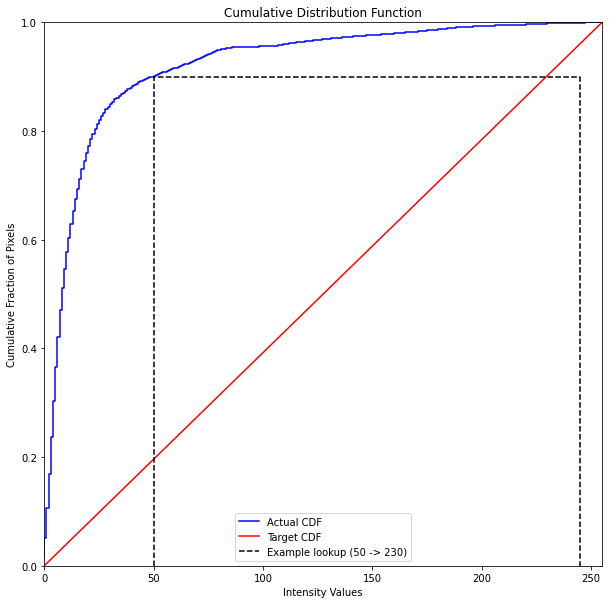 Cumulative Distribution Function
1.0
0.8
0.6
0.4
0.2
0.0
Cumulative Fraction of Pixels
Actual CDF
Target CDF
Example lookup (50 -> 230)
0 50 100 150 200 250
Intensity Values